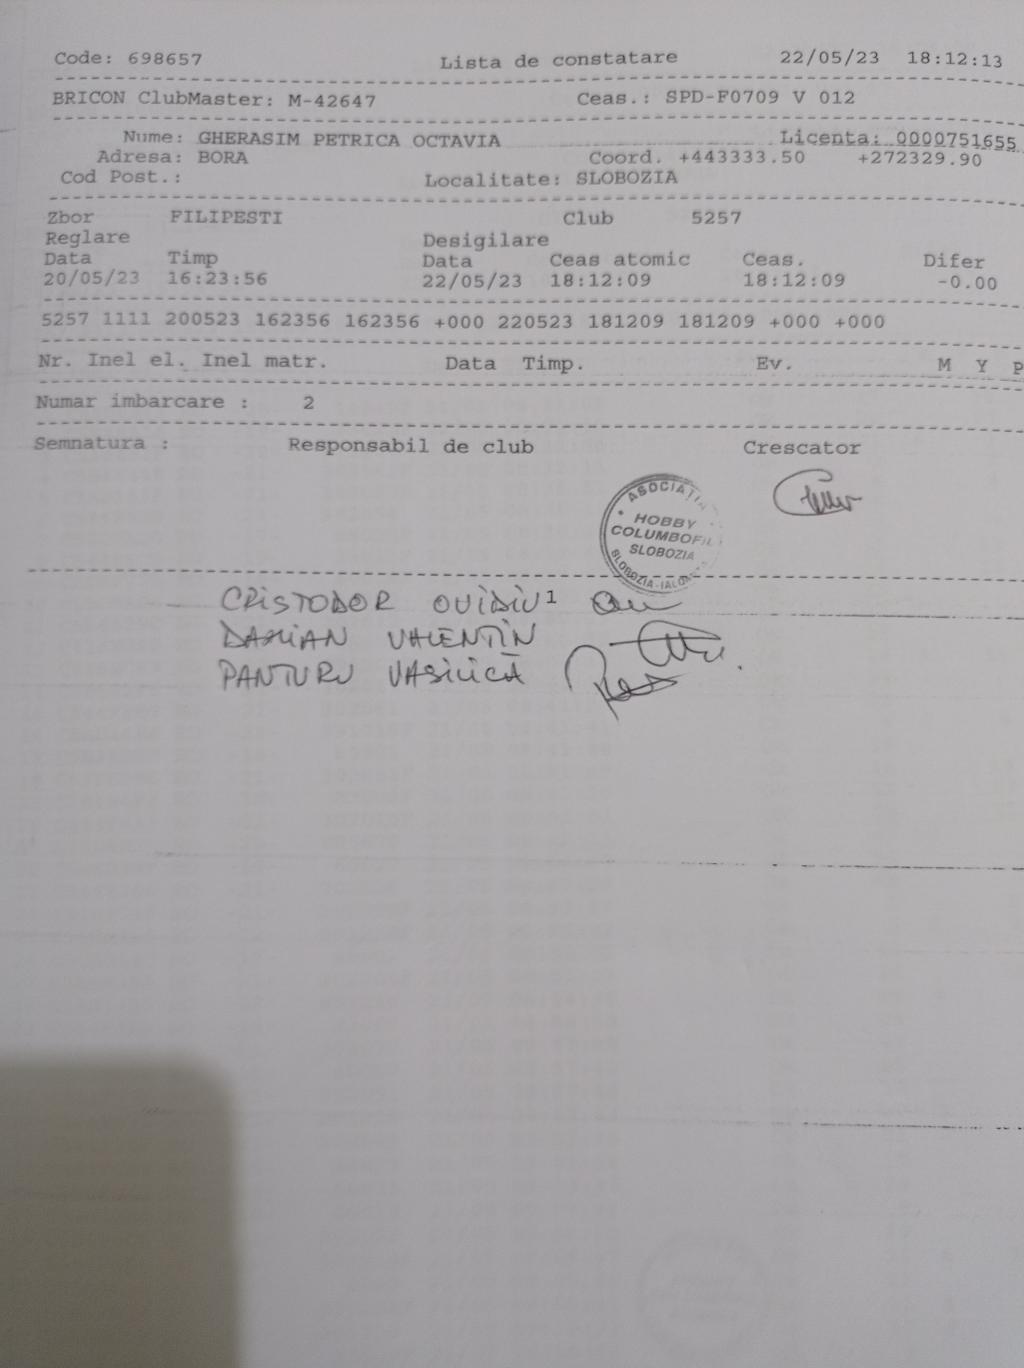 Code: 698657 Lista de constatare 22/05/23 18:12:13
BRICON ClubMaster: M-42647 Ceas.: SPD-F0709 V 012
Nume: GHERASIM PETRICA OCTAVIA Licenta: 0000751655
Adresa: BORA Coord. +443333.50 +272329.90
Cod Post.: Localitate: SLOBOZIA
Zbor FILIPESTI Club 5257
Reglare Desigilare
Data Timp Data Ceas atomic Ceas. Difer
20/05/23 16:23:56 22/05/23 18:12:09 18:12:09 -0.00
5257 1111 200523 162356 162356 +000 220523 181209 181209 +000 +000
Nr. Inel el. Inel matr. Data Timp. Ev. M Y P
Numar imbarcare : 2
Semnatura : Responsabil de club Crescator
HOBBY
SLOBOZIA
CRISTODOR OVIDIU 1
DAMIAN VALENTIN
PANTURU VASILICĂ